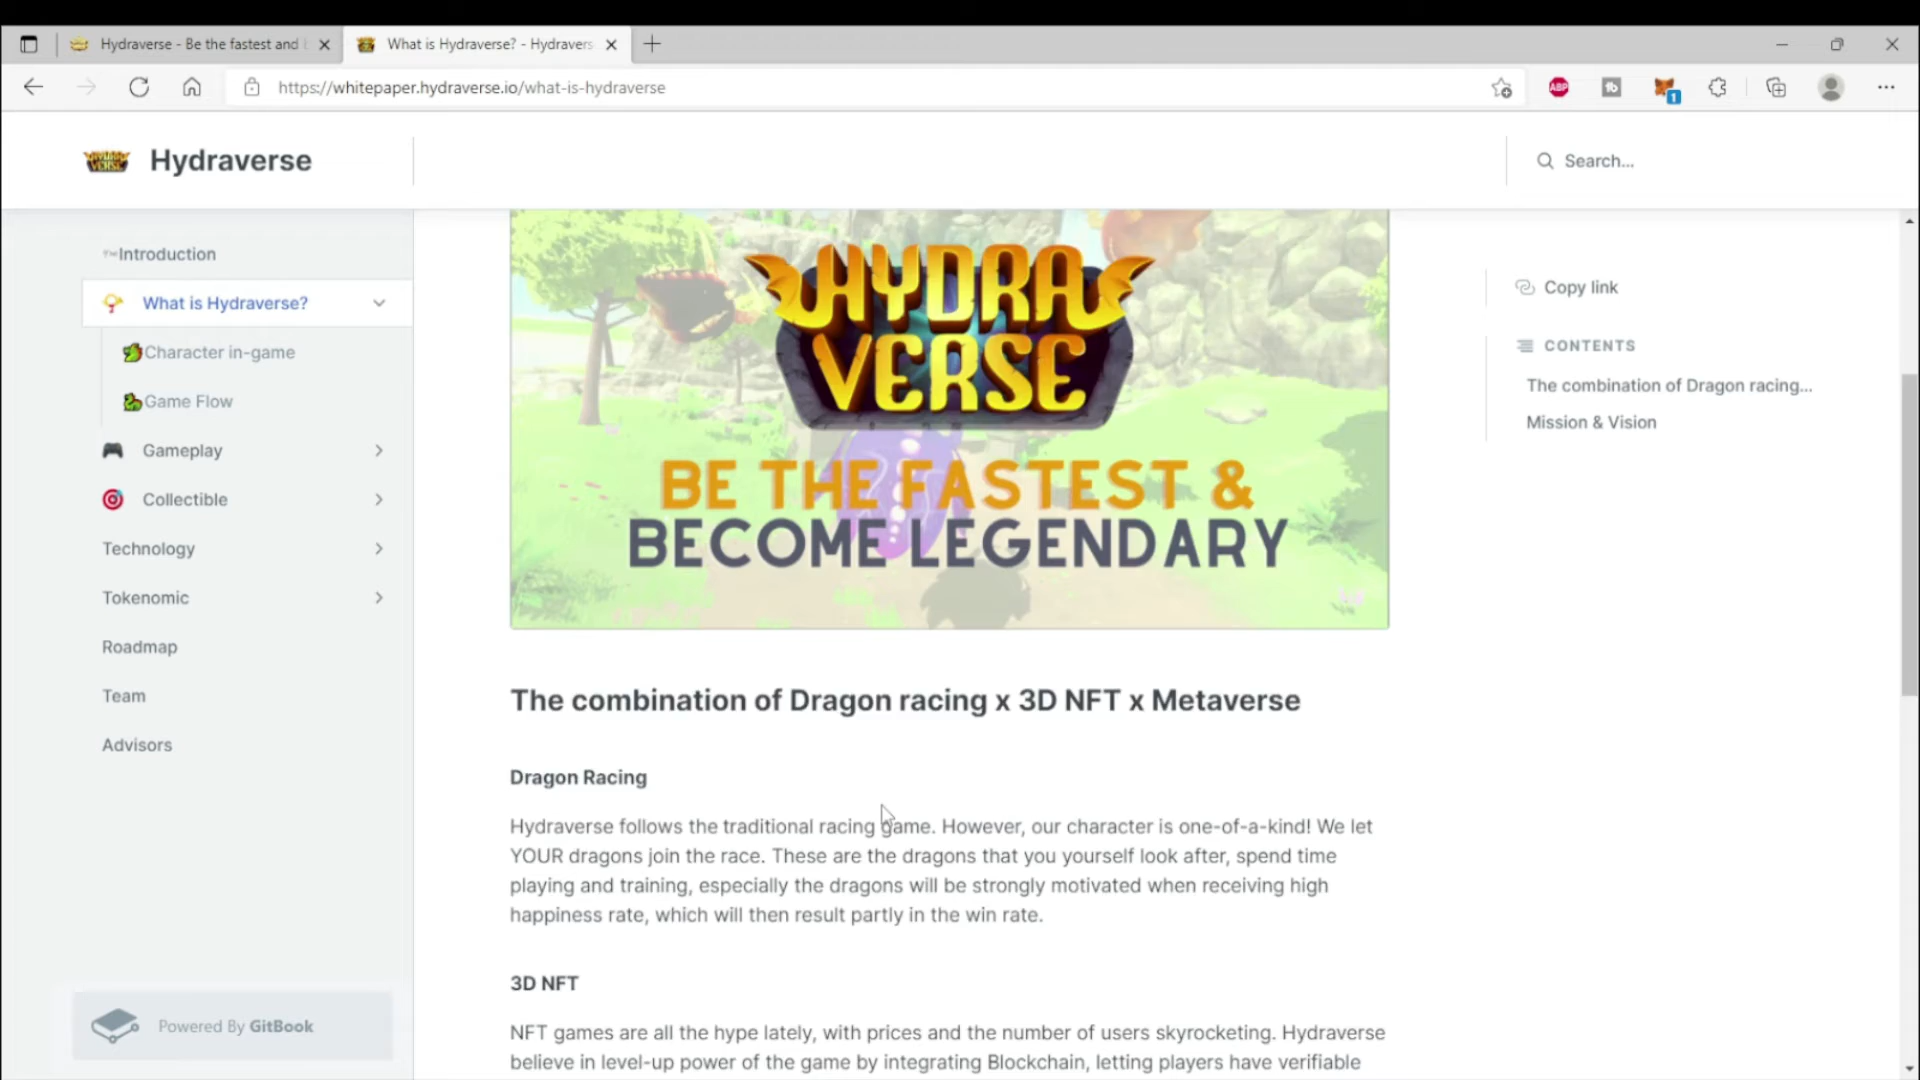 Hydraverse - Be the fastest and
What is Hydraverse? - Hydravers
https://whitepaper.hydraverse.io/what-is-hydraverse
ABP
1
HYDRA VERSE
Hydraverse
Search...
Introduction
What is Hydraverse?
Character in-game
Game Flow
Gameplay
Collectible
Technology
Tokenomic
Roadmap
Team
Advisors
Powered By GitBook
HYDRA
VERSE
BE THE FASTEST &
BECOME LEGENDARY
The combination of Dragon racing x 3D NFT x Metaverse
Dragon Racing
Hydraverse follows the traditional racing game. However, our character is one-of-a-kind! We let
YOUR dragons join the race. These are the dragons that you yourself look after, spend time
playing and training, especially the dragons will be strongly motivated when receiving high
happiness rate, which will then result partly in the win rate.
3D NFT
NFT games are all the hype lately, with prices and the number of users skyrocketing. Hydraverse
believe in level-up power of the game by integrating Blockchain, letting players have verifiable
Copy link
CONTENTS
The combination of Dragon racing...
Mission & Vision